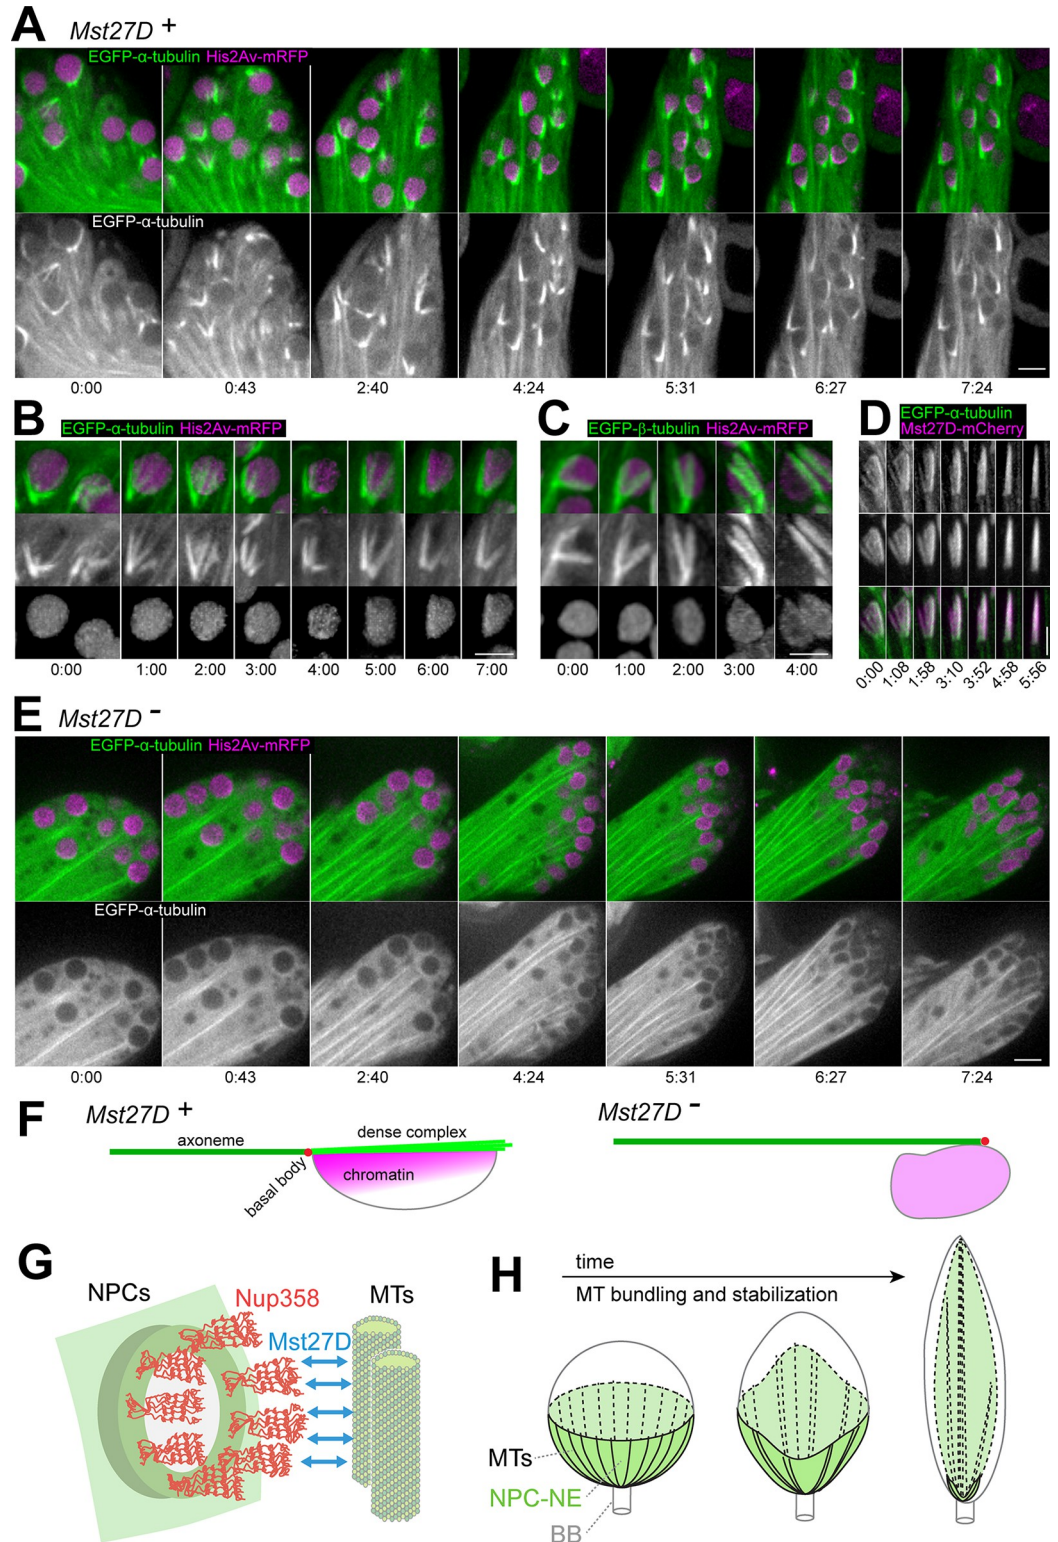 A Mst27D +
EGFP-α-tubulin His2Av-mRFP
EGFP-α-tubulin
0:00 0:43 2:40 4:24 5:31 6:27 7:24
B EGFP-α-tubulin His2Av-mRFP
0:00 1:00 2:00 3:00 4:00 5:00 6:00 7:00
C EGFP-β-tubulin His2Av-mRFP
0:00 1:00 2:00 3:00 4:00
D EGFP-α-tubulin
Mst27D-mCherry
0:00 1:08 1:58 3:10 3:52 4:58 5:56
E Mst27D -
EGFP-α-tubulin His2Av-mRFP
EGFP-α-tubulin
0:00 0:43 2:40 4:24 5:31 6:27 7:24
F Mst27D +
axoneme
dense complex
basal body
chromatin
Mst27D -
G
NPCs
Nup358
MTs
Mst27D
H
time
MT bundling and stabilization
MTs
NPC-NE
BB